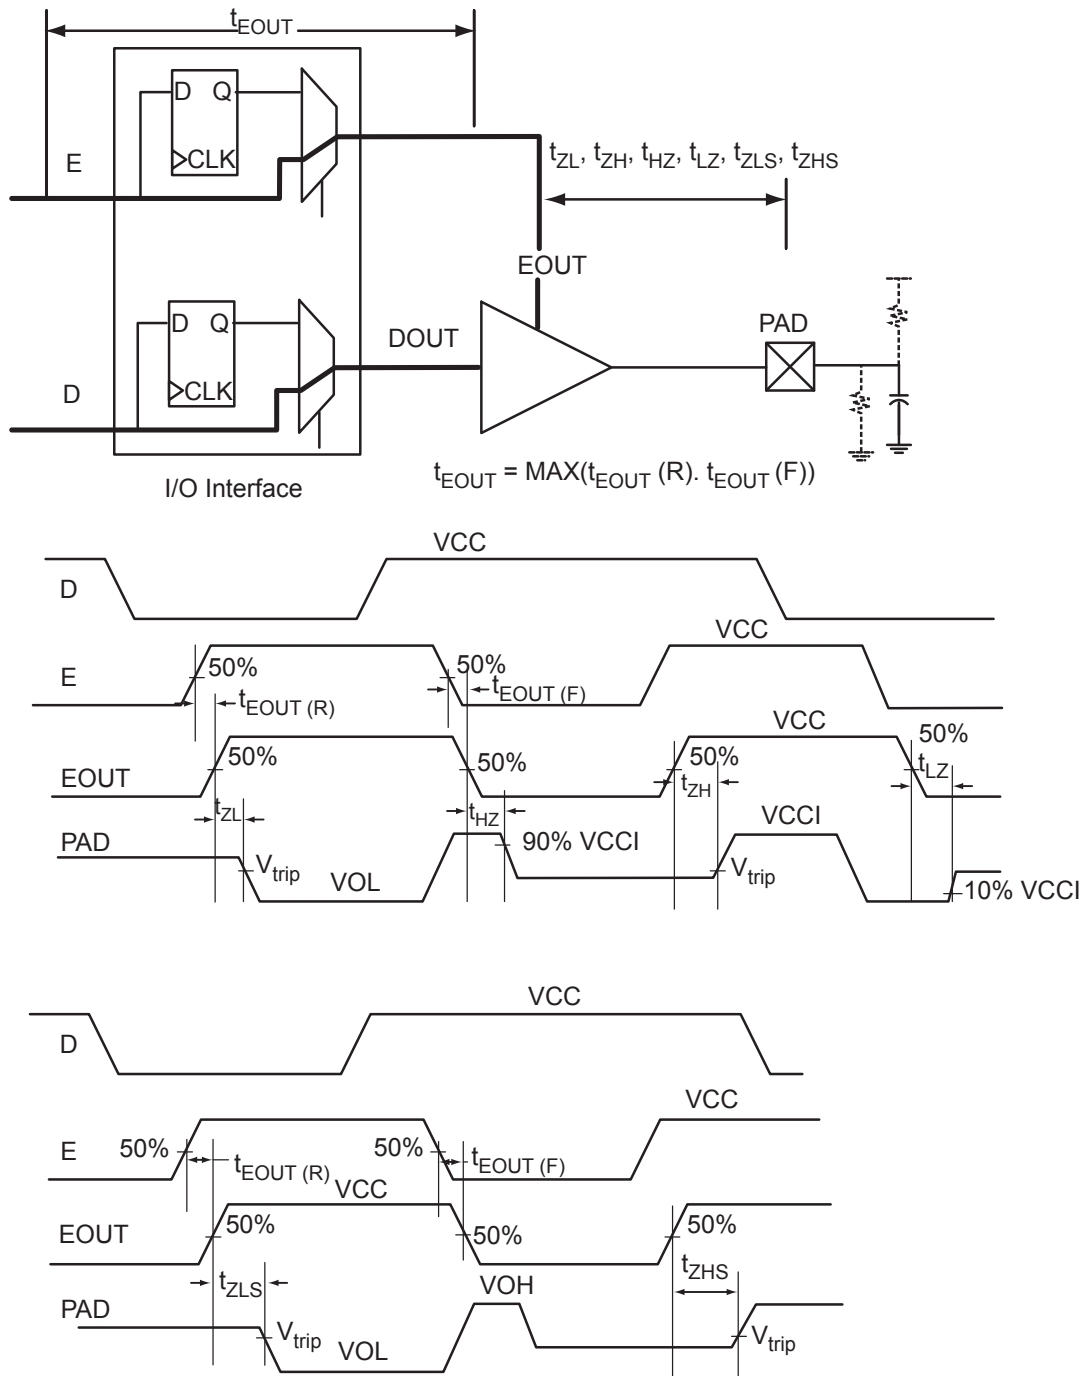 tEOUT
D Q
CLK
E
tZL, tZH, tHZ, tLZ, tZLS, tZHS
EOUT
D Q
CLK
D
DOUT
PAD
I/O Interface
tEOUT = MAX(tEOUT (R). tEOUT (F))
VCC
D
VCC
50%
50%
E
tEOUT (R)
tEOUT (F)
VCC
50%
50%
50%
50%
EOUT
tZL
tHZ
tZH
tLZ
PAD
90% VCCI
VCCI
Vtrip
VOL
Vtrip
10% VCCI
VCC
D
VCC
50%
50%
E
tEOUT (R)
tEOUT (F)
VCC
50%
50%
50%
EOUT
tZLS
VOH
tZHS
PAD
Vtrip
VOL
Vtrip